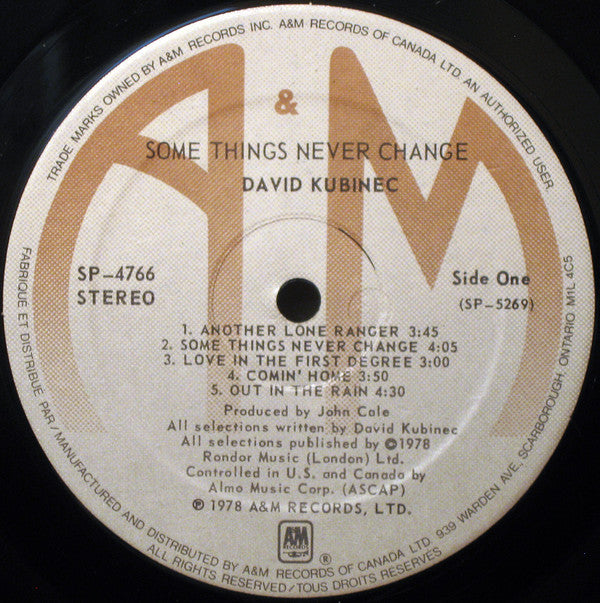 TRADE MARKS OWNED BY A&M RECORDS INC. A&M RECORDS OF CANADA LTD. AN AUTHORIZED USER
A&M
SOME THINGS NEVER CHANGE
DAVID KUBINEC
SP-4766
STEREO
Side One
(SP-5269)
1. ANOTHER LONE RANGER 3:45
2. SOME THINGS NEVER CHANGE 4:05
3. LOVE IN THE FIRST DEGREE 3:00
4. COMIN' HOME 3:50
5. OUT IN THE RAIN 4:30
Produced by John Cale
All selections written by David Kubinec
All selections published by ©1978
Rondor Music (London) Ltd.
Controlled in U.S. and Canada by
Almo Music Corp. (ASCAP)
℗ 1978 A&M RECORDS, LTD.
A&M
RECORDS
®
FABRIQUE ET DISTRIBUÉ PAR/MANUFACTURED AND DISTRIBUTED BY A&M RECORDS OF CANADA LTD. 939 WARDEN AVE, SCARBOROUGH, ONTARIO M1L 4C5
ALL RIGHTS RESERVED/TOUS DROITS RESERVÉS